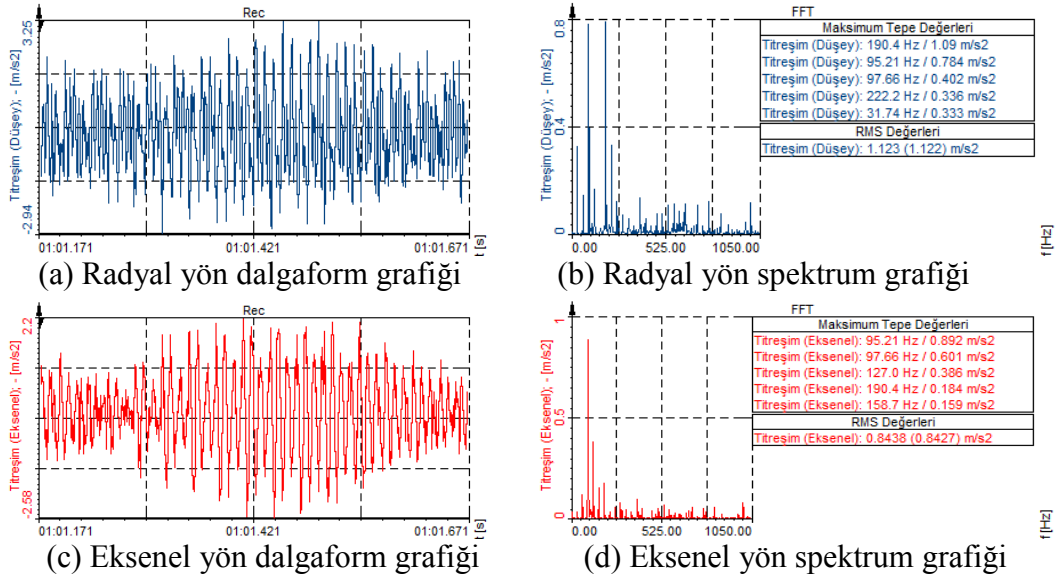 Rec
3.25
Titreşim (Düşey); - [m/s2]
-2.94
01:01.171 01:01.421 01:01.671
t [s]
FFT
0.8
0.4
0
Titreşim (Düşey); [m/s2]
0.00 525.00 1050.00
f [Hz]
Maksimum Tepe Değerleri
Titreşim (Düşey): 190.4 Hz / 1.09 m/s2
Titreşim (Düşey): 95.21 Hz / 0.784 m/s2
Titreşim (Düşey): 97.66 Hz / 0.402 m/s2
Titreşim (Düşey): 222.2 Hz / 0.336 m/s2
Titreşim (Düşey): 31.74 Hz / 0.333 m/s2
RMS Değerleri
Titreşim (Düşey): 1.123 (1.122) m/s2
(a) Radyal yön dalgaform grafiği
(b) Radyal yön spektrum grafiği
Rec
2.2
Titreşim (Eksenel); - [m/s2]
-2.58
01:01.171 01:01.421 01:01.671
t [s]
FFT
1
0.5
0
Titreşim (Eksenel); [m/s2]
0.00 525.00 1050.00
f [Hz]
Maksimum Tepe Değerleri
Titreşim (Eksenel): 95.21 Hz / 0.892 m/s2
Titreşim (Eksenel): 97.66 Hz / 0.601 m/s2
Titreşim (Eksenel): 127.0 Hz / 0.386 m/s2
Titreşim (Eksenel): 190.4 Hz / 0.184 m/s2
Titreşim (Eksenel): 158.7 Hz / 0.159 m/s2
RMS Değerleri
Titreşim (Eksenel): 0.8438 (0.8427) m/s2
(c) Eksenel yön dalgaform grafiği
(d) Eksenel yön spektrum grafiği